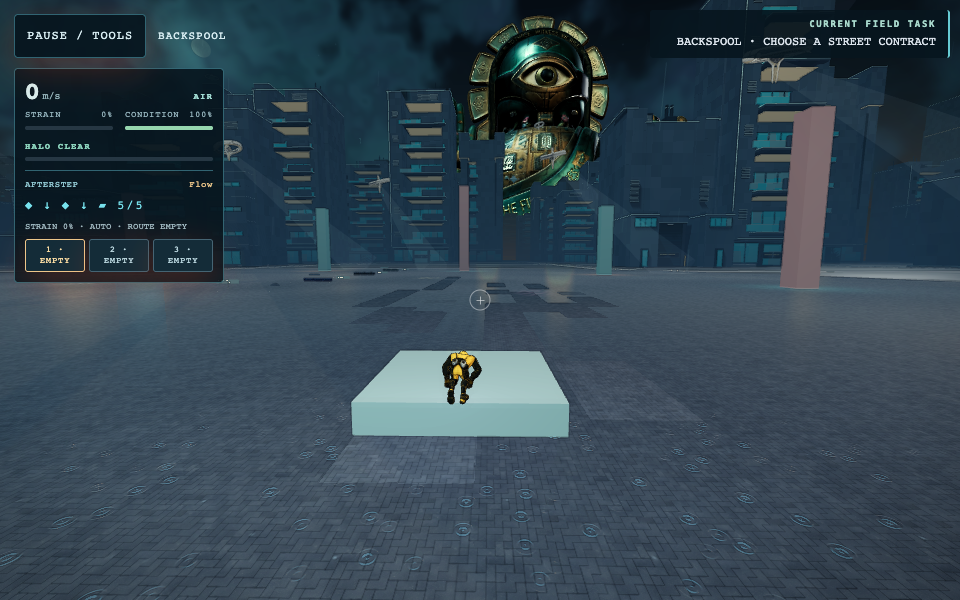 PAUSE / TOOLS
BACKSPOOL
CURRENT FIELD TASK
BACKSPOOL · CHOOSE A STREET CONTRACT
0 m/s
AIR
STRAIN 0%
CONDITION 100%
HALO CLEAR
AFTERSTEP
Flow
5/5
STRAIN 0% · AUTO · ROUTE EMPTY
1 · EMPTY
2 · EMPTY
3 · EMPTY